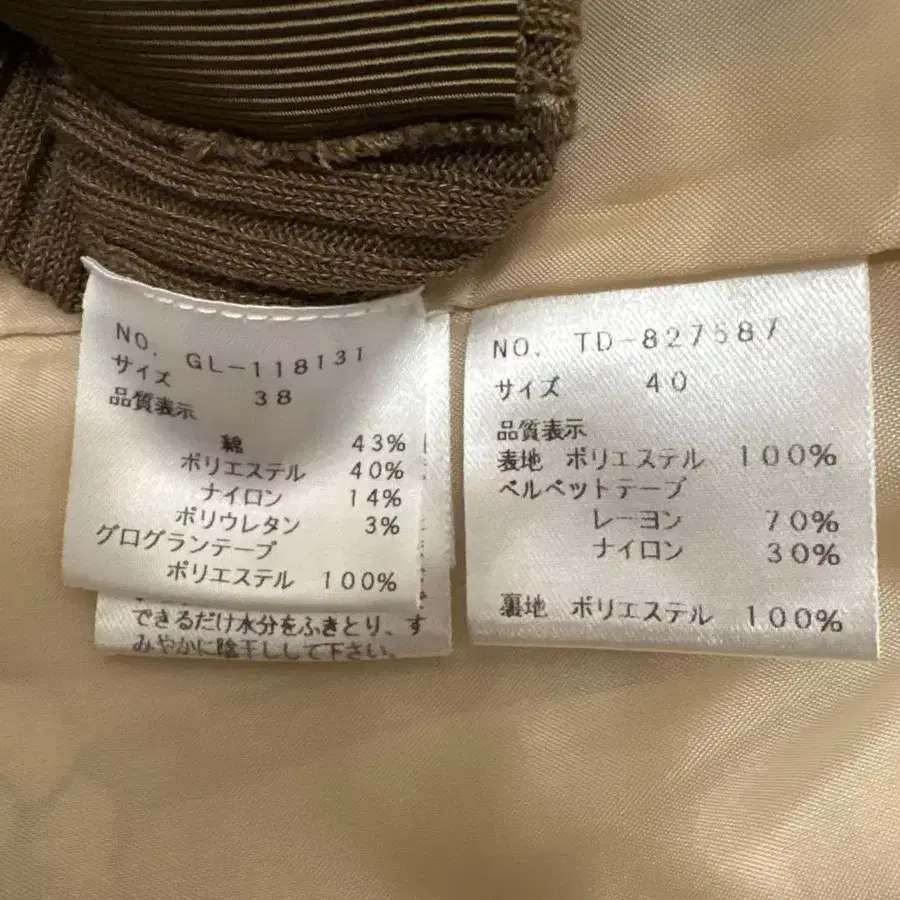 NO. GL-118131
サイズ 38
品質表示
綿 43%
ポリエステル 40%
ナイロン 14%
ポリウレタン 3%
グログランテープ
ポリエステル 100%
できるだけ水分をふきとり、す
みやかに陰干しして下さい。
NO. TD-827587
サイズ 40
品質表示
表地 ポリエステル 100%
ベルベットテープ
レーヨン 70%
ナイロン 30%
裏地 ポリエステル 100%